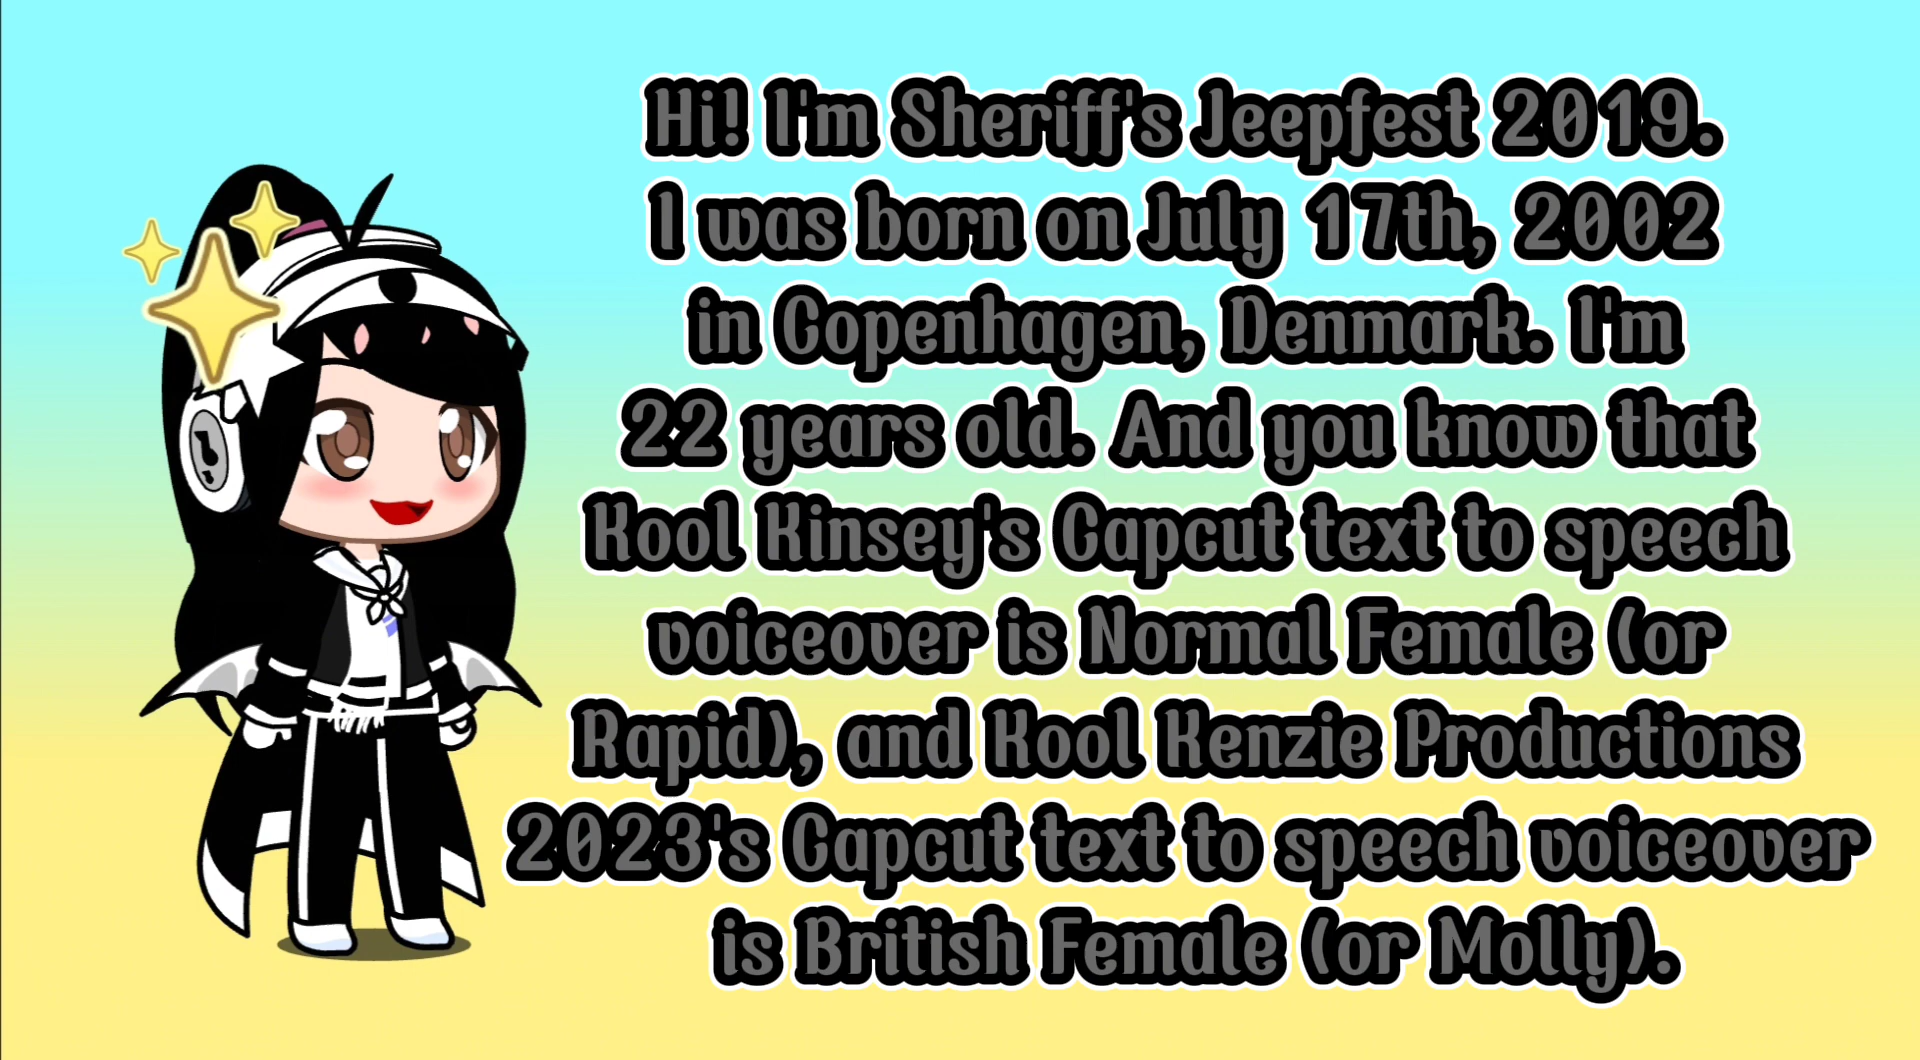 Hi! I'm Sheriff's Jeepfest 2019.
I was born on July 17th, 2002
in Copenhagen, Denmark. I'm
22 years old. And you know that
Kool Kinsey's Capcut text to speech
voiceover is Normal Female (or
Rapid), and Kool Kenzie Productions
2023's Capcut text to speech voiceover
is British Female (or Molly).